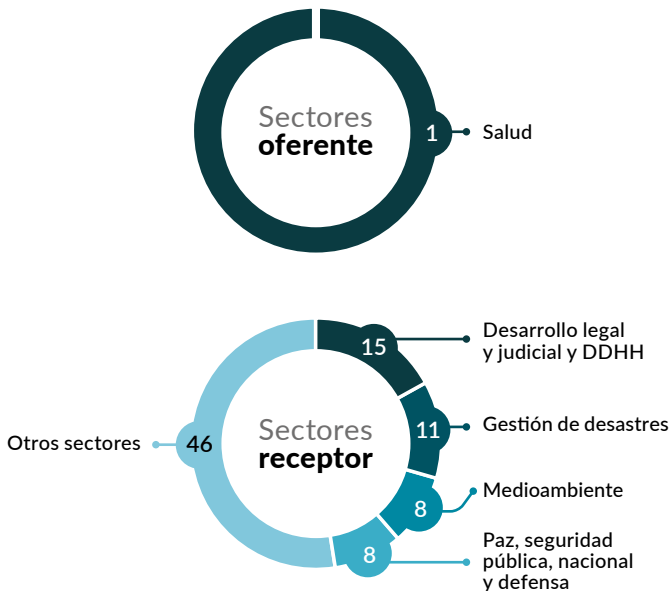 Sectores
oferente
1
Salud
Sectores
receptor
15
Desarrollo legal
y judicial y DDHH
11
Gestión de desastres
8
Medioambiente
8
Paz, seguridad
pública, nacional
y defensa
46
Otros sectores